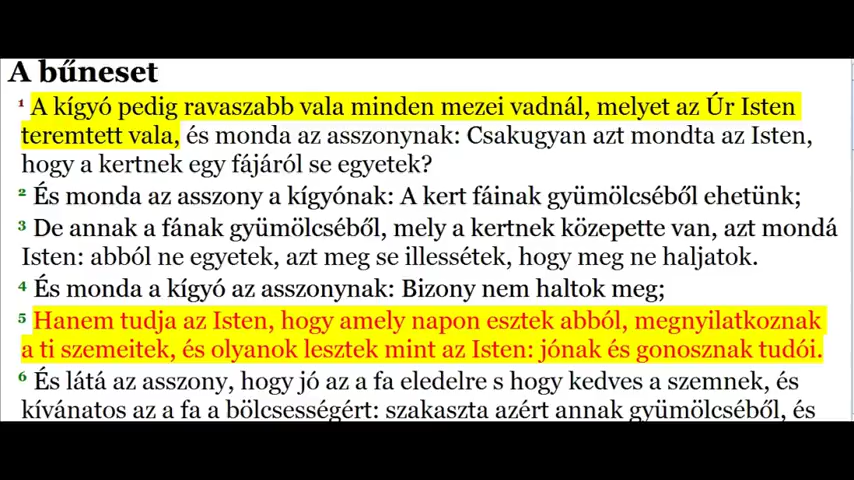 A bűneset
1 A kígyó pedig ravaszabb vala minden mezei vadnál, melyet az Úr Isten
teremtett vala, és monda az asszonynak: Csakugyan azt mondta az Isten,
hogy a kertnek egy fájáról se egyetek?
2 És monda az asszony a kígyónak: A kert fáinak gyümölcséből ehetünk;
3 De annak a fának gyümölcséből, mely a kertnek közepette van, azt mondá
Isten: abból ne egyetek, azt meg se illessétek, hogy meg ne haljatok.
4 És monda a kígyó az asszonynak: Bizony nem haltok meg;
5 Hanem tudja az Isten, hogy amely napon esztek abból, megnyilatkoznak
a ti szemeitek, és olyanok lesztek mint az Isten: jónak és gonosznak tudói.
6 És látá az asszony, hogy jó az a fa eledelre s hogy kedves a szemnek, és
kívánatos az a fa a bölcsességért: szakaszta azért annak gyümölcséből, és